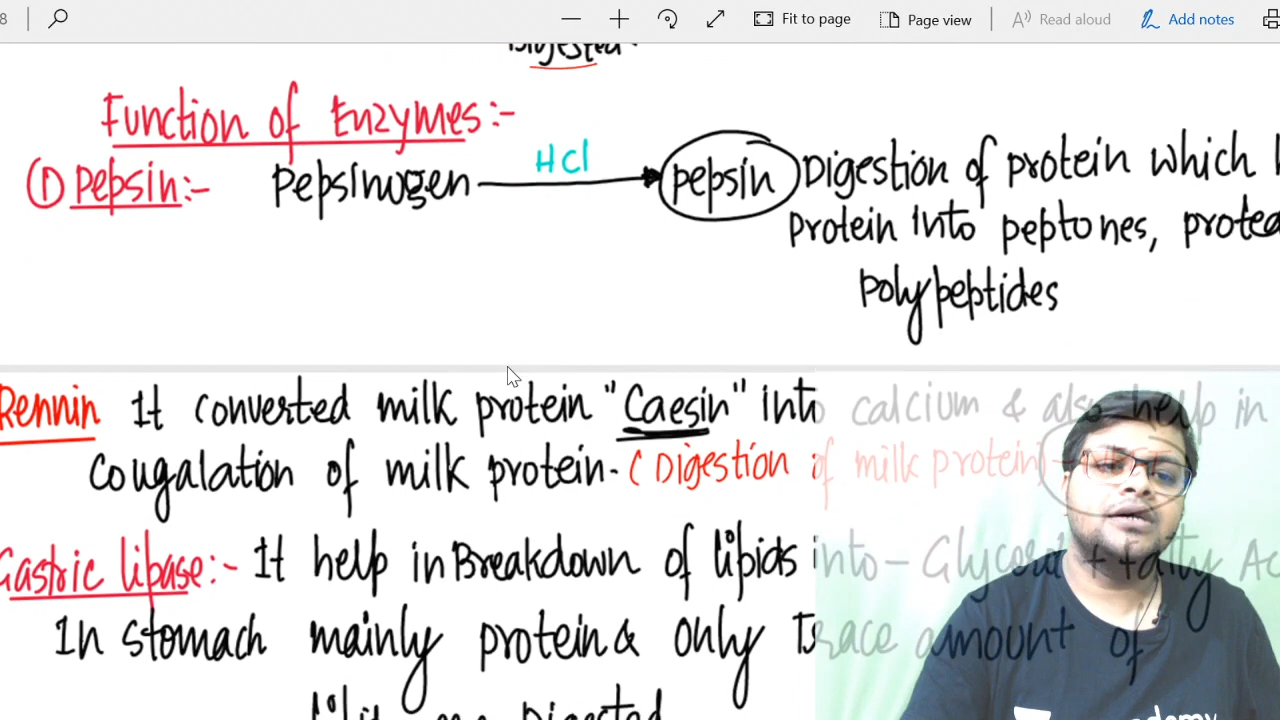 8 Fit to page Page view Read aloud Add notes
Digested
Function of Enzymes:-
① Pepsin:- Pepsinogen HCl pepsin Digestion of protein which
protein into peptones,
Polypeptides
Rennin It converted milk protein "Caesin" into calcium & also help in
Cougalation of milk protein. (Digestion of milk protein)
Gastric lipase:- It help in Breakdown of lipids into - Glycerol + fatty Ac
In stomach mainly protein & only Trace amount of
Digested